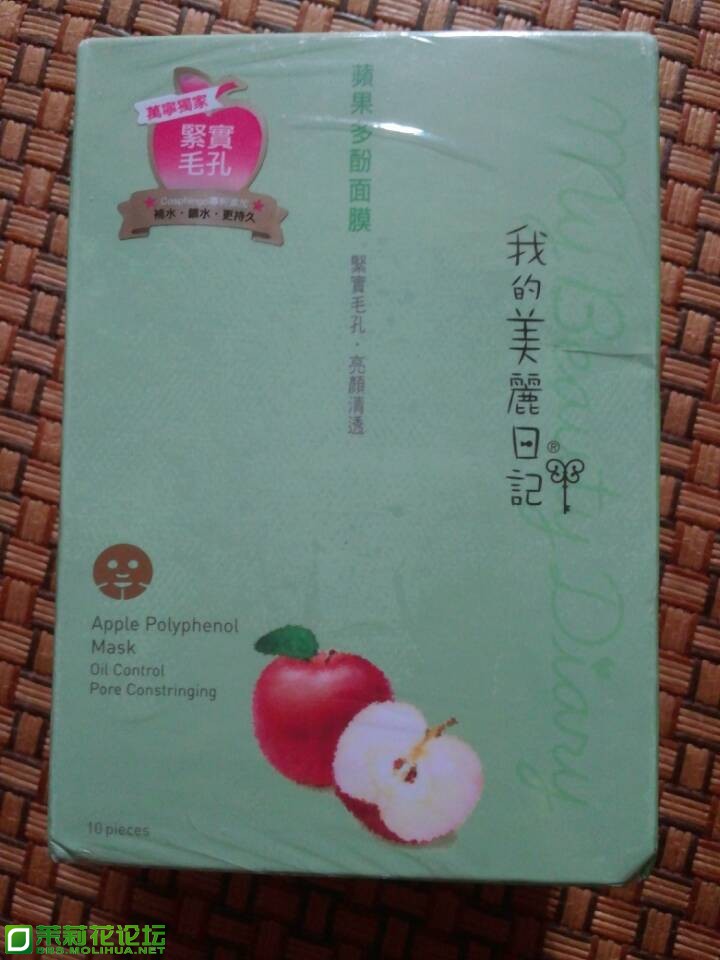 萬寧獨家
緊實
毛孔
補水·鎖水·更持久
蘋果多酚面膜
緊實毛孔·亮顏清透
我的美麗日記®
My Beauty Diary
Apple Polyphenol
Mask
Oil Control
Pore Constringing
10 pieces
茉莉花论坛
BBS.MOLIHUA.NET